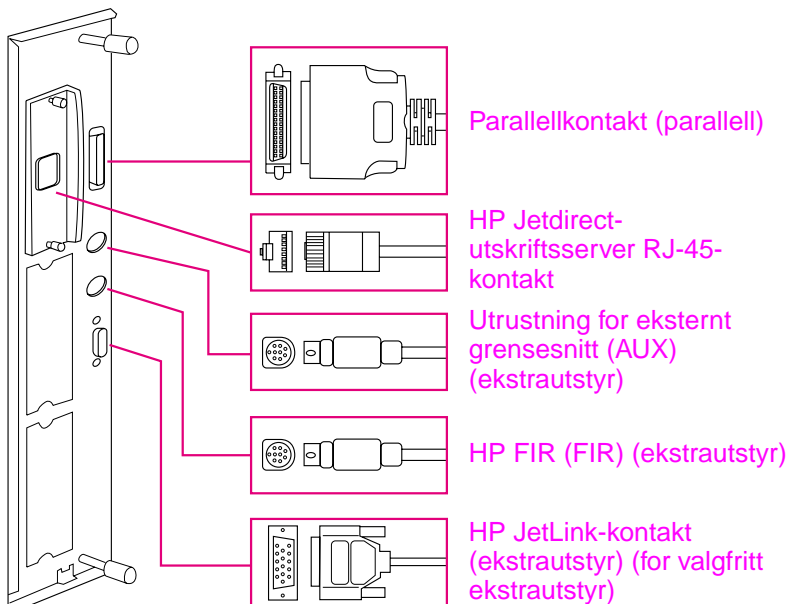 Parallellkontakt (parallell)
HP Jetdirect-
utskriftsserver RJ-45-
kontakt
Utrustning for eksternt
grensesnitt (AUX)
(ekstrautstyr)
HP FIR (FIR) (ekstrautstyr)
HP JetLink-kontakt
(ekstrautstyr) (for valgfritt
ekstrautstyr)